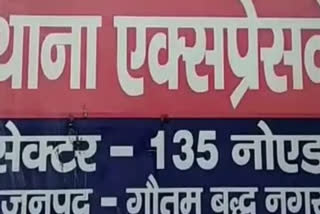 थाना एक्सप्रेसवे
सेक्टर – 135 नोएडा
जनपद – गौतम बुद्ध नगर